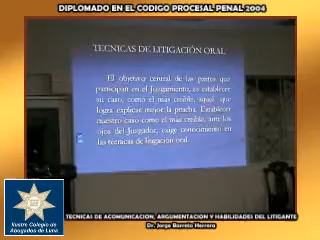 DIPLOMADO EN EL CODIGO PROCESAL PENAL 2004
TECNICAS DE LITIGACIÓN ORAL
El objetivo central de las partes que
participan en el Juzgamiento, es establecer
su caso, como el más creíble, aquel que
logra explicar mejor la prueba. Establecer
nuestro caso como el más creíble, ante los
ojos del Juzgador, exige conocimiento en
las técnicas de litigación oral.
Ilustre Colegio de
Abogados de Lima
TECNICAS DE ACOMUNICACION, ARGUMENTACION Y HABILIDADES DEL LITIGANTE
Dr. Jorge Barreto Herrera